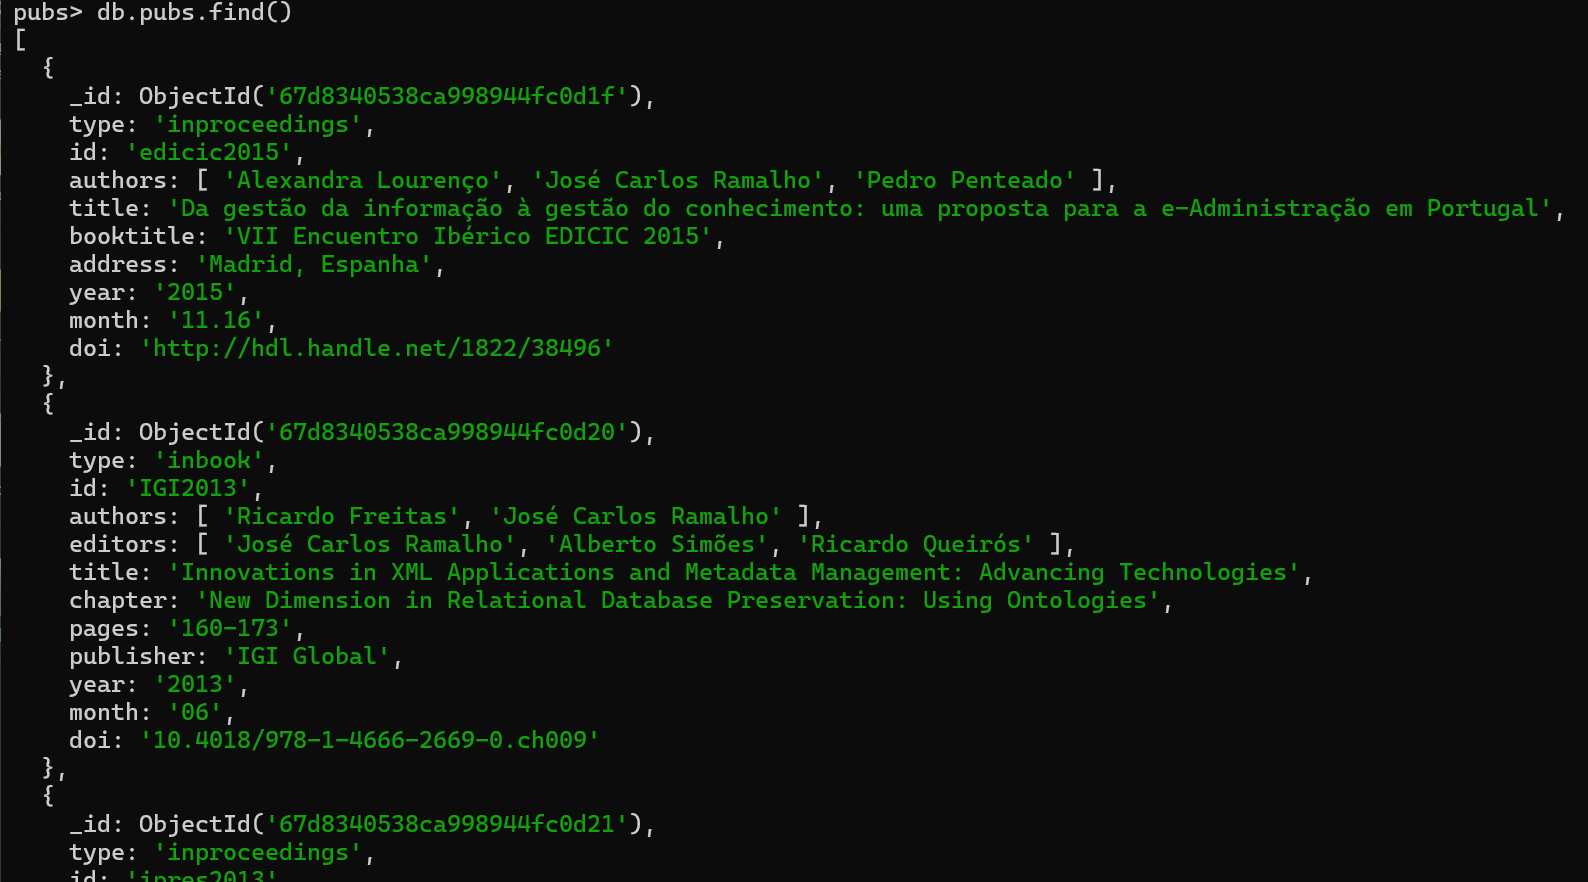 pubs> db.pubs.find()
[
  {
    _id: ObjectId('67d8340538ca998944fc0d1f'),
    type: 'inproceedings',
    id: 'edicic2015',
    authors: [ 'Alexandra Lourenço', 'José Carlos Ramalho', 'Pedro Penteado' ],
    title: 'Da gestão da informação à gestão do conhecimento: uma proposta para a e-Administração em Portugal',
    booktitle: 'VII Encuentro Ibérico EDICIC 2015',
    address: 'Madrid, Espanha',
    year: '2015',
    month: '11.16',
    doi: 'http://hdl.handle.net/1822/38496'
  },
  {
    _id: ObjectId('67d8340538ca998944fc0d20'),
    type: 'inbook',
    id: 'IGI2013',
    authors: [ 'Ricardo Freitas', 'José Carlos Ramalho' ],
    editors: [ 'José Carlos Ramalho', 'Alberto Simões', 'Ricardo Queirós' ],
    title: 'Innovations in XML Applications and Metadata Management: Advancing Technologies',
    chapter: 'New Dimension in Relational Database Preservation: Using Ontologies',
    pages: '160-173',
    publisher: 'IGI Global',
    year: '2013',
    month: '06',
    doi: '10.4018/978-1-4666-2669-0.ch009'
  },
  {
    _id: ObjectId('67d8340538ca998944fc0d21'),
    type: 'inproceedings',
    id: 'ipres2013'